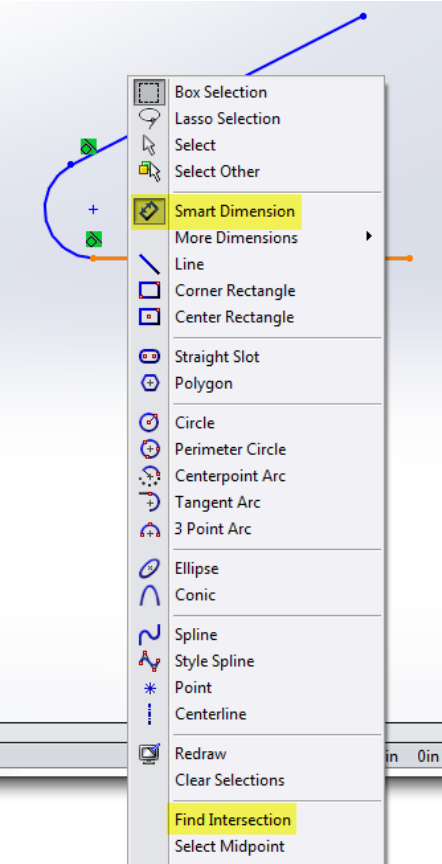 Box Selection
Lasso Selection
Select
Select Other
Smart Dimension
More Dimensions
Line
Corner Rectangle
Center Rectangle
Straight Slot
Polygon
Circle
Perimeter Circle
Centerpoint Arc
Tangent Arc
3 Point Arc
Ellipse
Conic
Spline
Style Spline
Point
Centerline
Redraw
in 0in
Clear Selections
Find Intersection
Select Midpoint